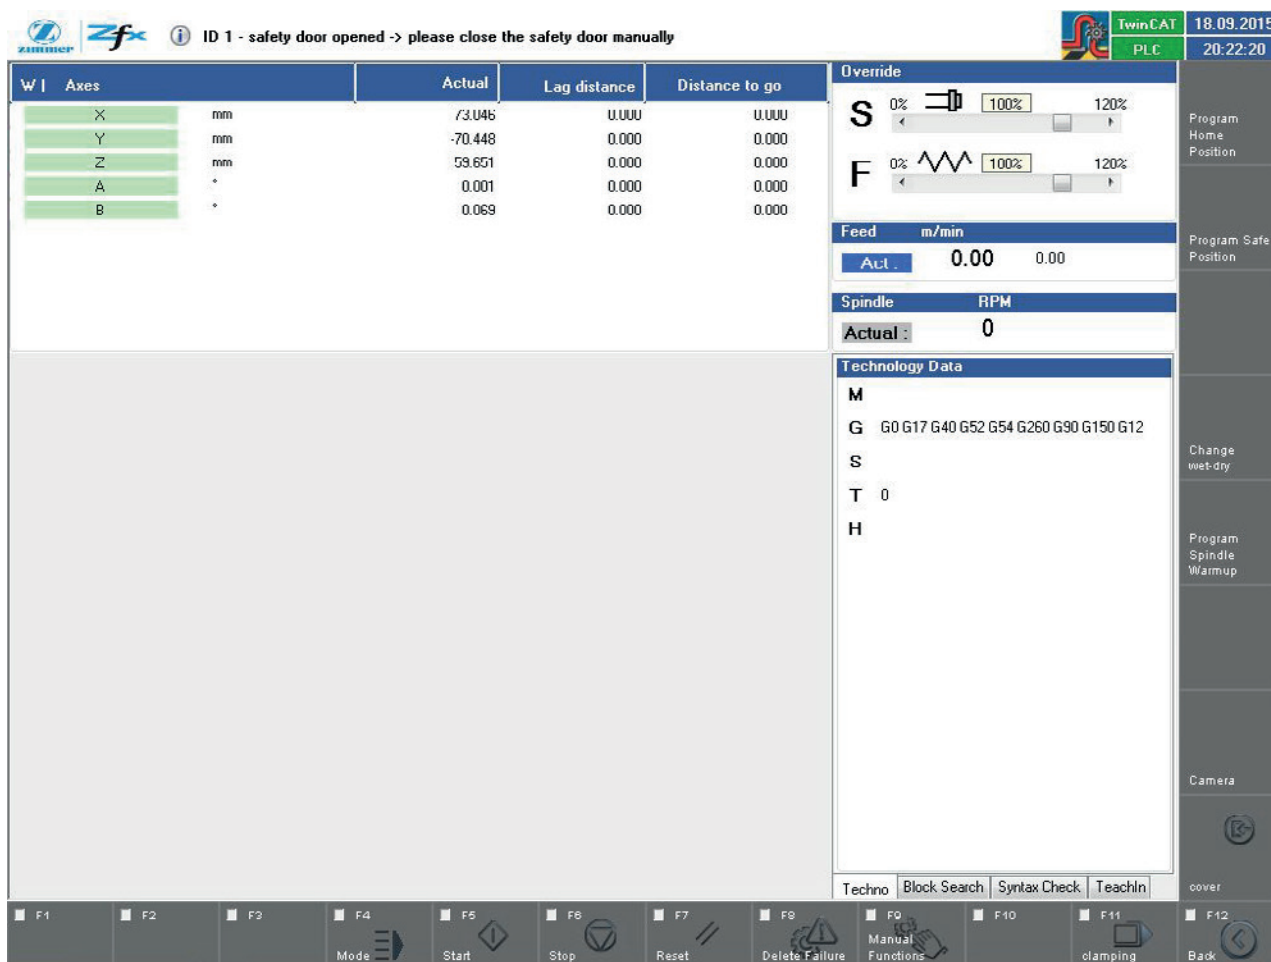 zimmer Zfx ID 1 - safety door opened -> please close the safety door manually TwinCAT 18.09.2015
PLC 20:22:20
W | Axes Actual Lag distance Distance to go
X mm 73.046 0.000 0.000
Y mm -70.448 0.000 0.000
Z mm 59.651 0.000 0.000
A ° 0.001 0.000 0.000
B ° 0.069 0.000 0.000
Override
S 0% 100% 120%
F 0% 100% 120%
Feed m/min
Act. 0.00 0.00
Spindle RPM
Actual : 0
Technology Data
M
G G0 G17 G40 G52 G54 G260 G90 G150 G12
S
T 0
H
Techno Block Search Syntax Check TeachIn
Program
Home
Position
Program Safe
Position
Change
wet-dry
Program
Spindle
Warmup
Camera
cover
F1 F2 F3 F4 F5 F6 F7 F8 F9 F10 F11 F12
Manual
Mode Start Stop Reset Delete Failure Functions clamping Back